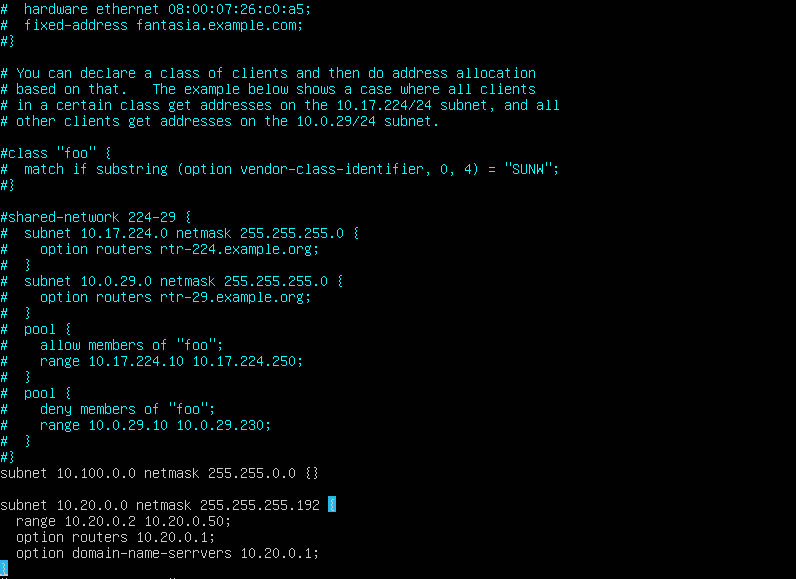 #  hardware ethernet 08:00:07:26:c0:a5;
#  fixed-address fantasia.example.com;
#}

# You can declare a class of clients and then do address allocation
# based on that.   The example below shows a case where all clients
# in a certain class get addresses on the 10.17.224/24 subnet, and all
# other clients get addresses on the 10.0.29/24 subnet.

#class "foo" {
#  match if substring (option vendor-class-identifier, 0, 4) = "SUNW";
#}

#shared-network 224-29 {
#  subnet 10.17.224.0 netmask 255.255.255.0 {
#    option routers rtr-224.example.org;
#  }
#  subnet 10.0.29.0 netmask 255.255.255.0 {
#    option routers rtr-29.example.org;
#  }
#  pool {
#    allow members of "foo";
#    range 10.17.224.10 10.17.224.250;
#  }
#  pool {
#    deny members of "foo";
#    range 10.0.29.10 10.0.29.230;
#  }
#}
subnet 10.100.0.0 netmask 255.255.0.0 {}

subnet 10.20.0.0 netmask 255.255.255.192 {
  range 10.20.0.2 10.20.0.50;
  option routers 10.20.0.1;
  option domain-name-serrvers 10.20.0.1;
}